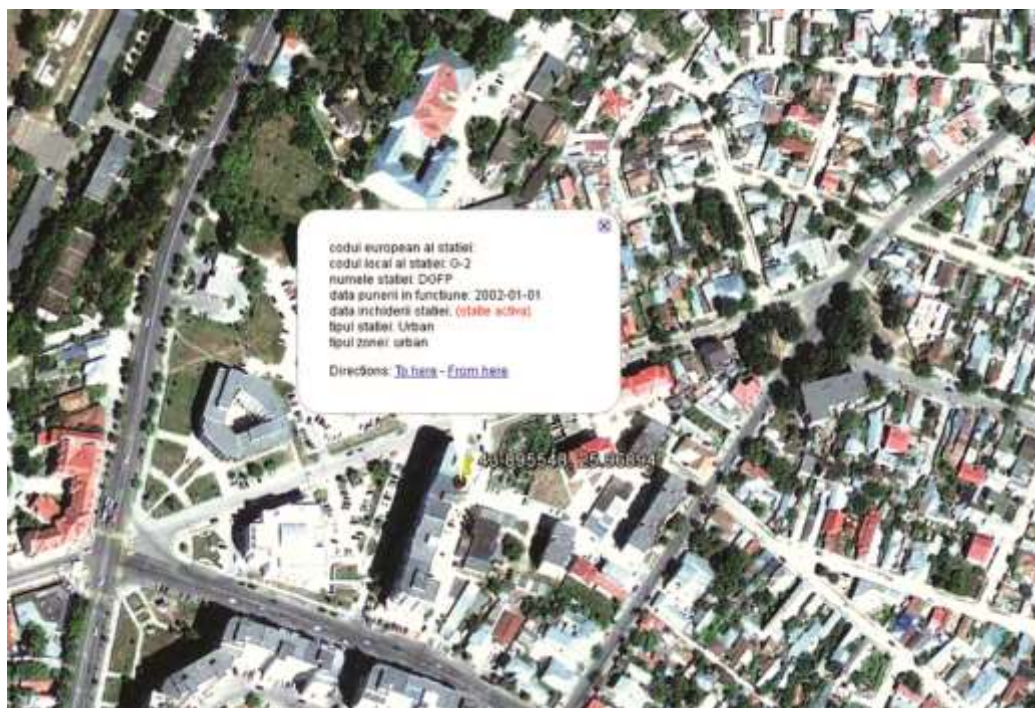 codul european al statiei:
codul local al statiei: G-2
numele statiei: DGFP
data punerii in functiune: 2002-01-01
data inchiderii statiei: (statie activa)
tipul statiei: Urban
tipul zonei: urban
Directions: To here - From here